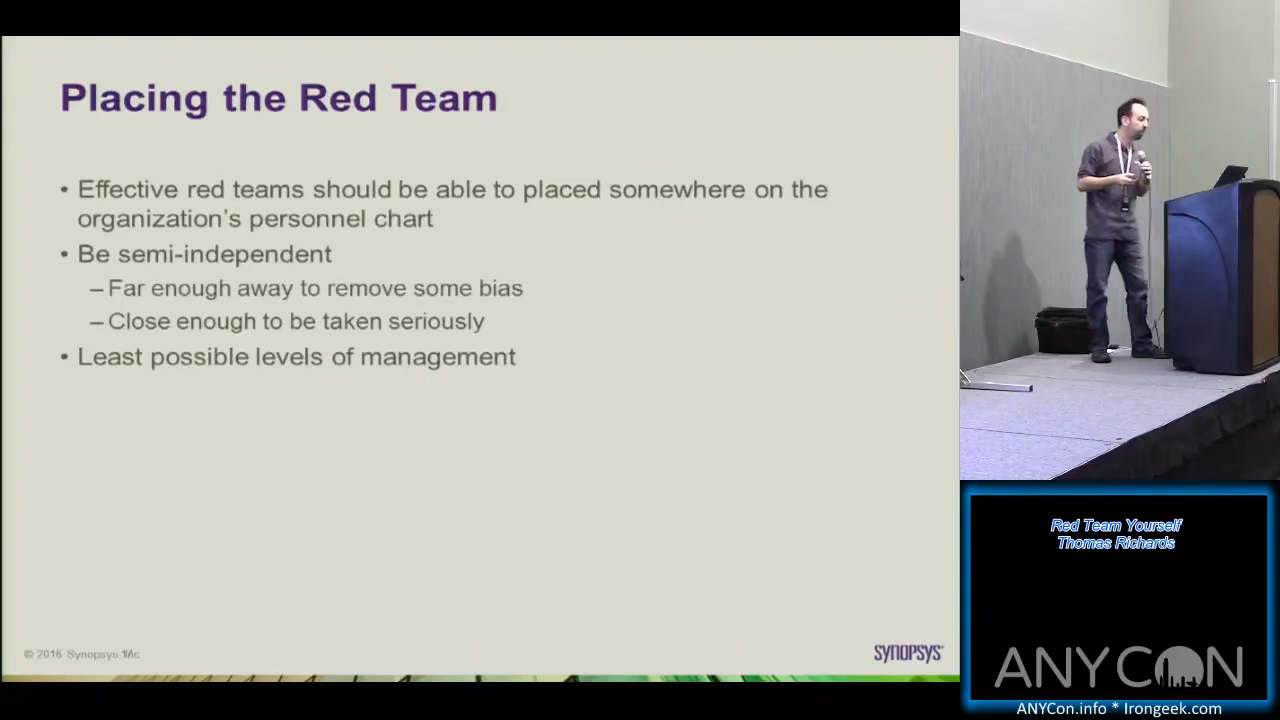 Placing the Red Team
• Effective red teams should be able to placed somewhere on the
organization's personnel chart
• Be semi-independent
– Far enough away to remove some bias
– Close enough to be taken seriously
• Least possible levels of management
© 2016 Synopsys,
SYNOPSYS
Red Team Yourself
Thomas Richards
ANYCON
ANYCon.info * Irongeek.com